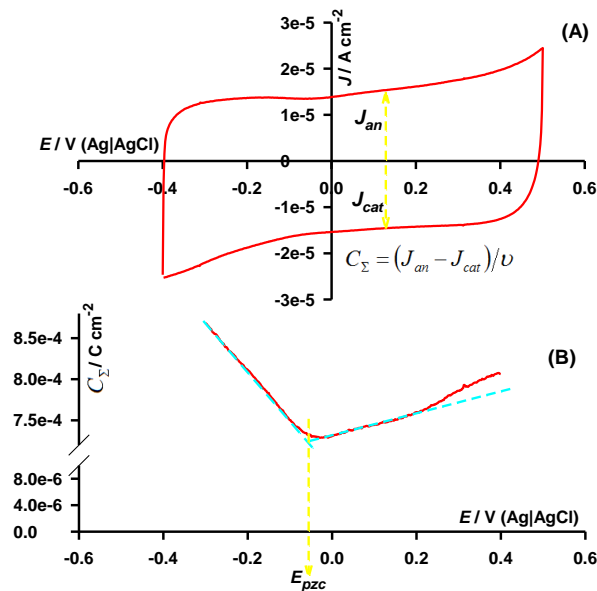 3e-5
(A)
J / A cm-2
2e-5
1e-5
Jan
E / V (Ag|AgCl)
0
-0.6 -0.4 -0.2 0.0 0.2 0.4 0.6
Jcat
-1e-5
-2e-5
CΣ = (Jan − Jcat)/υ
-3e-5
8.5e-4
(B)
CΣ / C cm-2
8.0e-4
7.5e-4
8.0e-6
4.0e-6
E / V (Ag|AgCl)
0.0
-0.6 -0.4 -0.2 0.0 0.2 0.4 0.6
Epzc